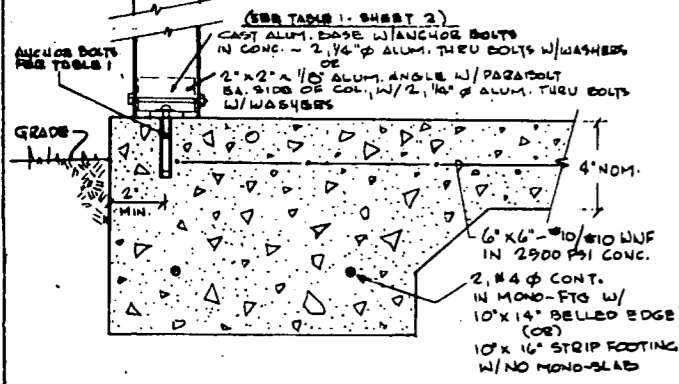 (SEE TABLE 1 - SHEET 2)
CAST ALUM. BASE W/ANCHOR BOLTS
IN CONC. ~ 2, 1/4" Ø ALUM. THRU BOLTS W/WASHERS
OR
2" x 2" x 1/8" ALUM. ANGLE W/ PARABOLT
EA. SIDE OF COL., W/ 2, 1/4" Ø ALUM. THRU BOLTS
W/WASHERS
ANCHOR BOLTS
PER TABLE 1
GRADE
2"
MIN.
4" NOM.
6" X 6" - #10/#10 WWF
IN 2500 PSI CONC.
2, #4 Ø CONT.
IN MONO-FTG W/
10" X 14" BELLED EDGE
(OR)
10" X 16" STRIP FOOTING
W/ NO MONO-SLAB